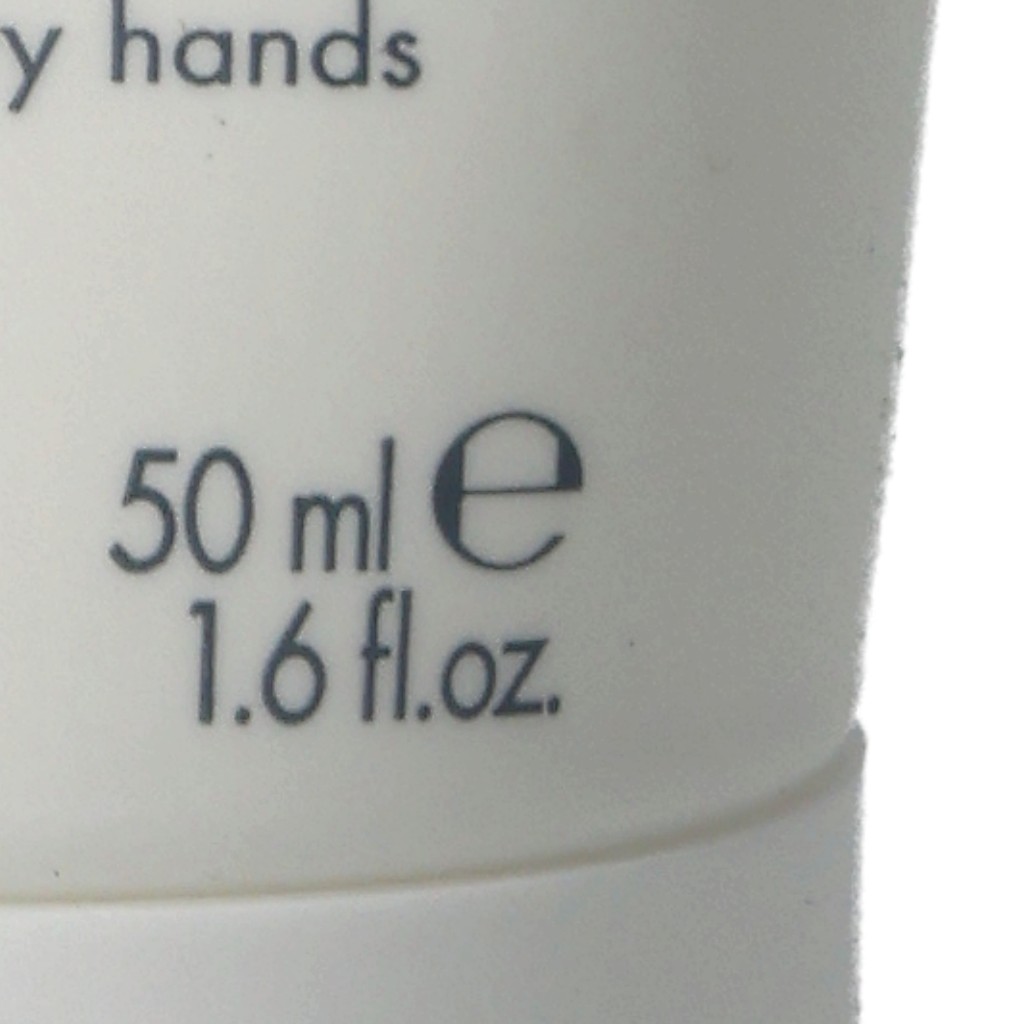 hands
50 ml ℮
1.6 fl.oz.